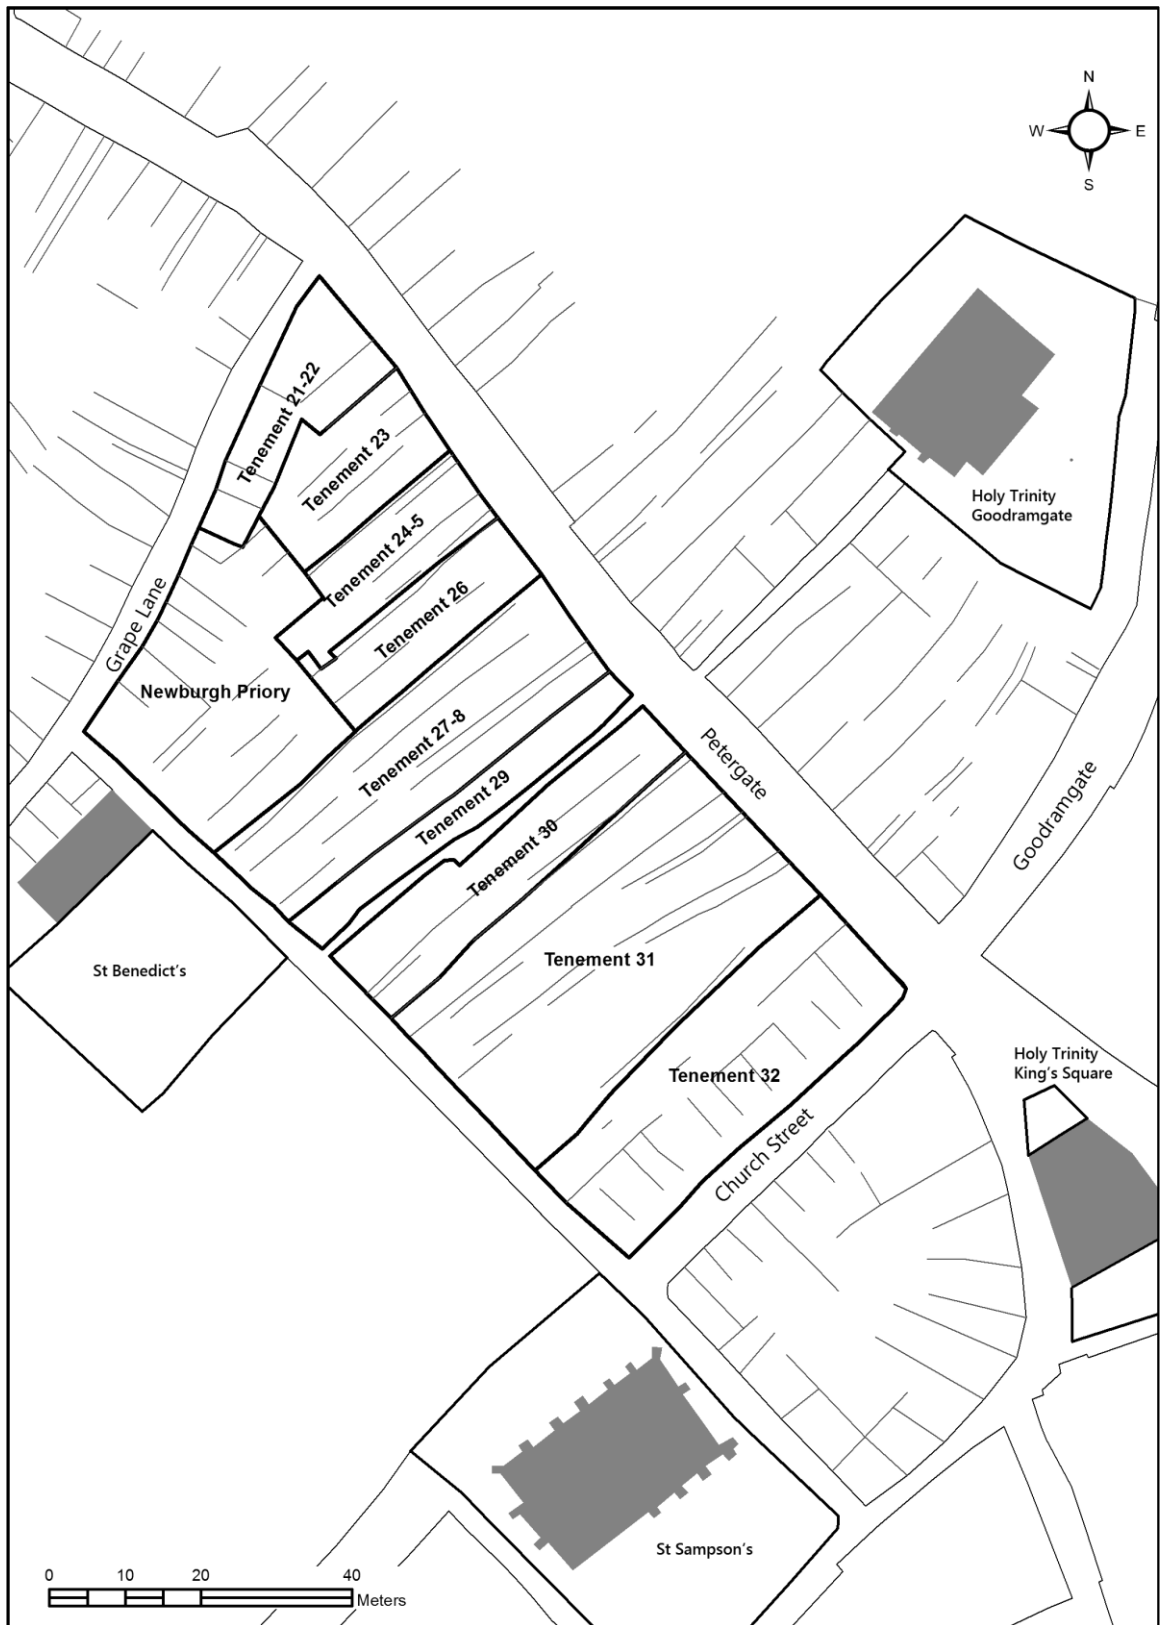 N
W E
S
Tenement 21-22
Tenement 23
Holy Trinity
Goodramgate
Tenement 24-5
Tenement 26
Grape Lane
Newburgh Priory
Tenement 27-8
Petergate
Tenement 29
Goodramgate
Tenement 30
Tenement 31
St Benedict's
Holy Trinity
King's Square
Tenement 32
Church Street
St Sampson's
0 10 20 40
Meters